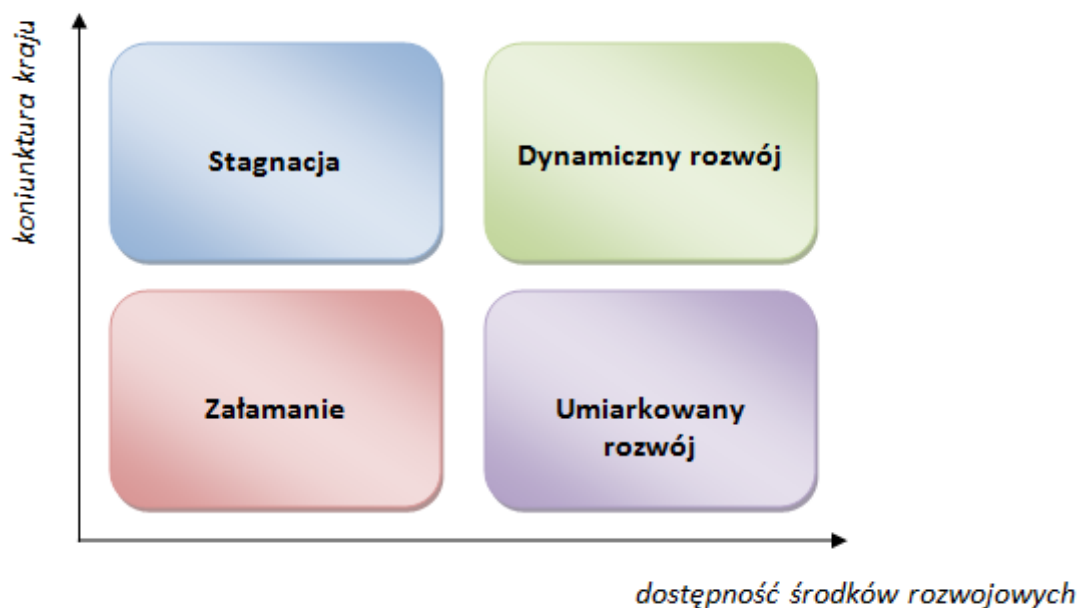 koniunktura kraju
Stagnacja
Dynamiczny rozwój
Załamanie
Umiarkowany
rozwój
dostępność środków rozwojowych